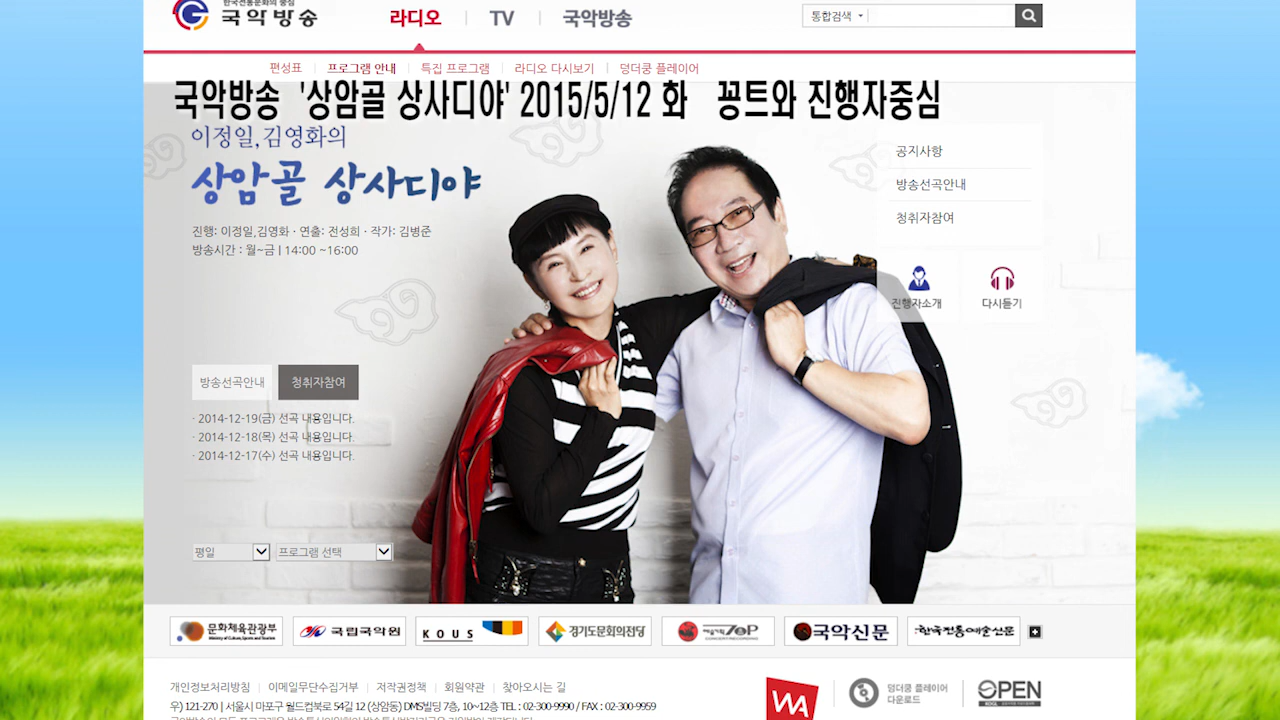 한국전통문화의 중심
국악방송
라디오 | TV | 국악방송
통합검색
편성표 | 프로그램 안내 | 특집 프로그램 | 라디오 다시보기 | 덩더쿵 플레이어
국악방송 '상암골 상사디야' 2015/5/12 화 꽁트와 진행자중심
이정일,김영화의
상암골 상사디야
진행: 이정일,김영화 · 연출: 전성희 · 작가: 김병준
방송시간 : 월~금 | 14:00 ~16:00
공지사항
방송선곡안내
청취자참여
진행자소개 다시듣기
방송선곡안내 청취자참여
· 2014-12-19(금) 선곡 내용입니다.
· 2014-12-18(목) 선곡 내용입니다.
· 2014-12-17(수) 선곡 내용입니다.
평일 프로그램 선택
문화체육관광부
Ministry of Culture, Sports and Tourism
국립국악원
KOUS
경기도문화의전당
국악신문
한국전통예술신문
개인정보처리방침 | 이메일무단수집거부 | 저작권정책 | 회원약관 | 찾아오시는 길
서울시 마포구 월드컵북로 54길 12 (상암동) DMS빌딩 7층, 10~12층 TEL : 02-300-9990 / FAX : 02-300-9959
WA
덩더쿵 플레이어
다운로드
OPEN